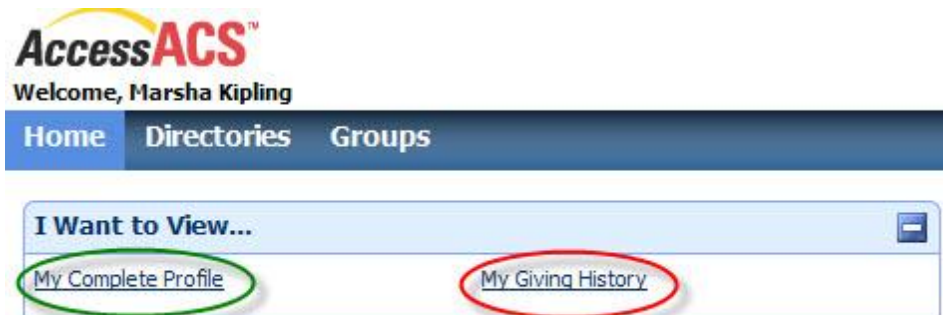 AccessACS™
Welcome, Marsha Kipling
Home Directories Groups
I Want to View...
My Complete Profile My Giving History